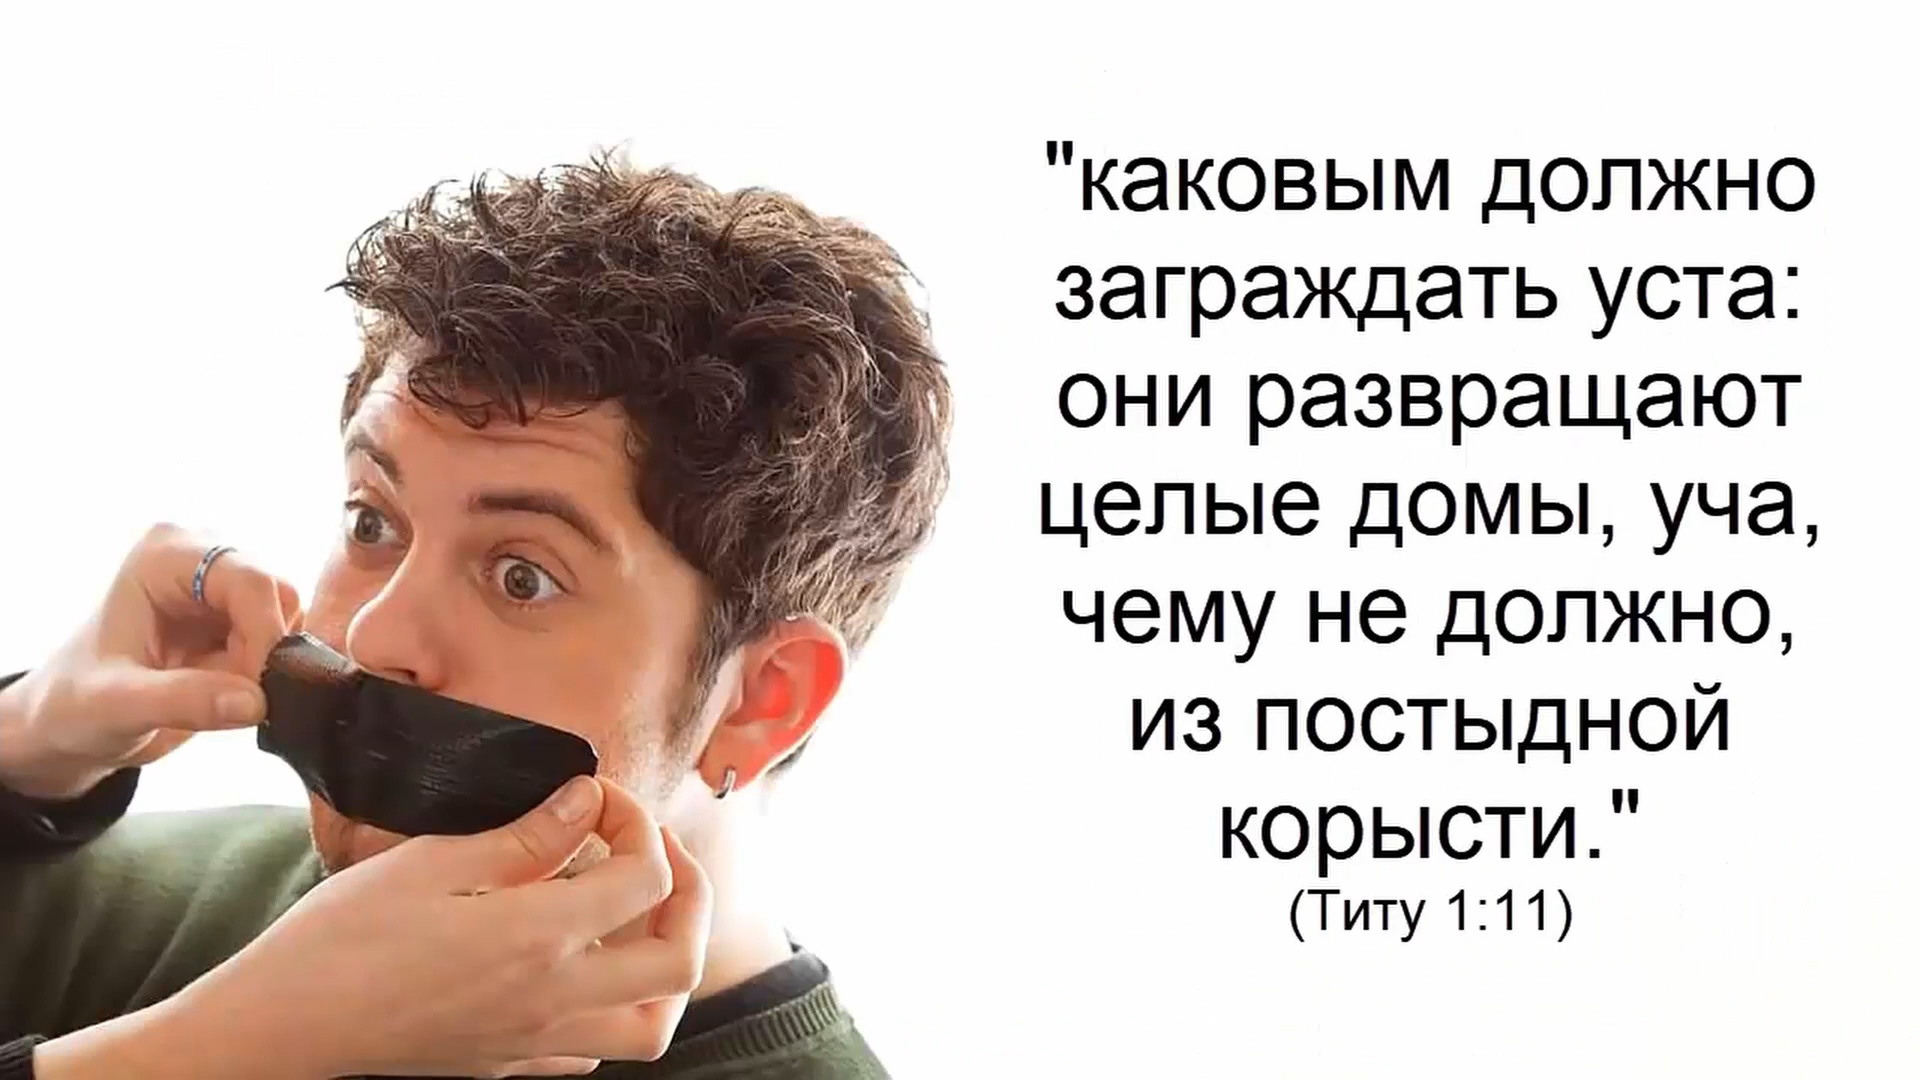 "каковым должно
заграждать уста:
они развращают
целые домы, уча,
чему не должно,
из постыдной
корысти."
(Титу 1:11)